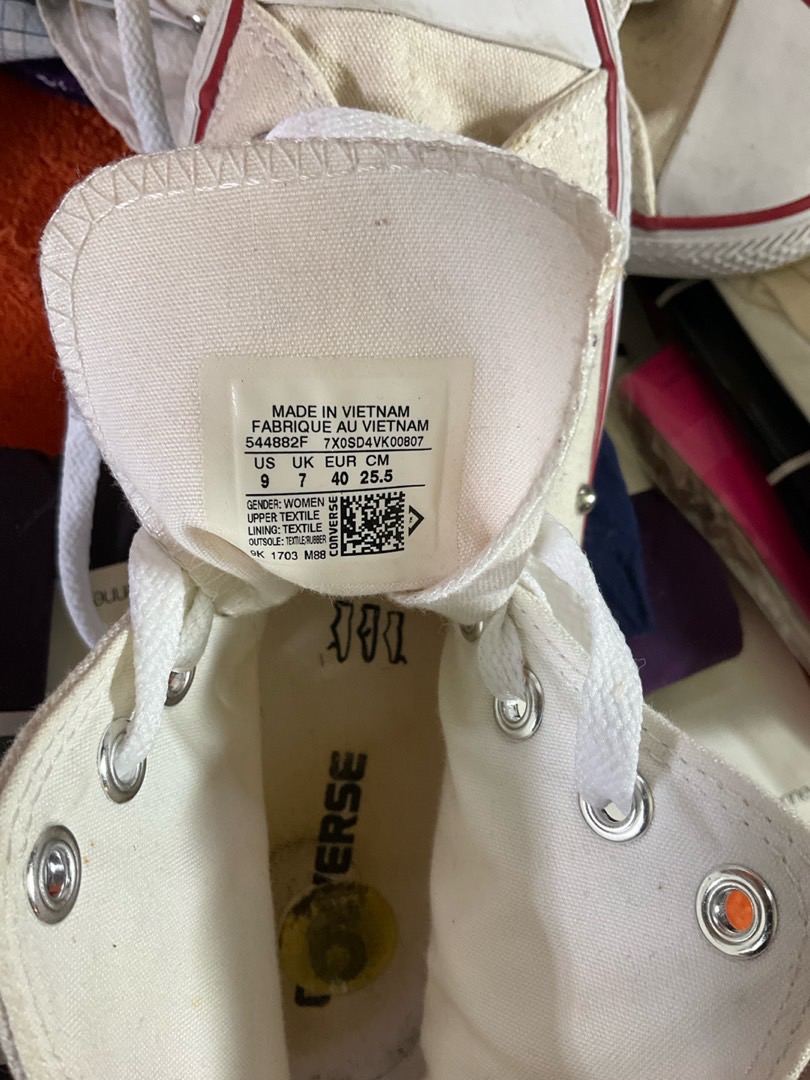 MADE IN VIETNAM
FABRIQUE AU VIETNAM
544882F 7X0SD4VK00807
US UK EUR CM
9 7 40 25.5
GENDER: WOMEN
UPPER TEXTILE
LINING: TEXTILE
OUTSOLE: TEXTILE/RUBBER
9K 1703 M88
CONVERSE
VERSE